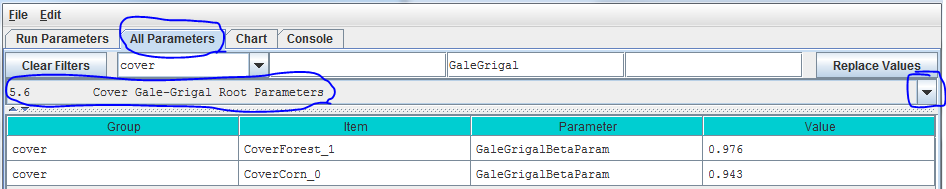 File Edit
Run Parameters All Parameters Chart Console
Clear Filters cover GaleGrigal Replace Values
5.6 Cover Gale-Grigal Root Parameters
Group Item Parameter Value
cover CoverForest_1 GaleGrigalBetaParam 0.976
cover CoverCorn_0 GaleGrigalBetaParam 0.943